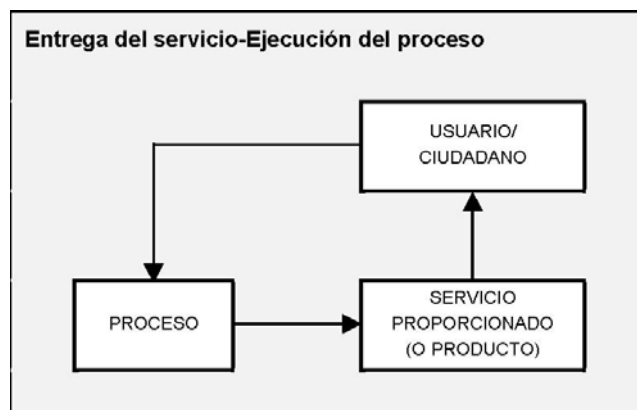 Entrega del servicio-Ejecución del proceso
USUARIO/
CIUDADANO
PROCESO
SERVICIO
PROPORCIONADO
(O PRODUCTO)